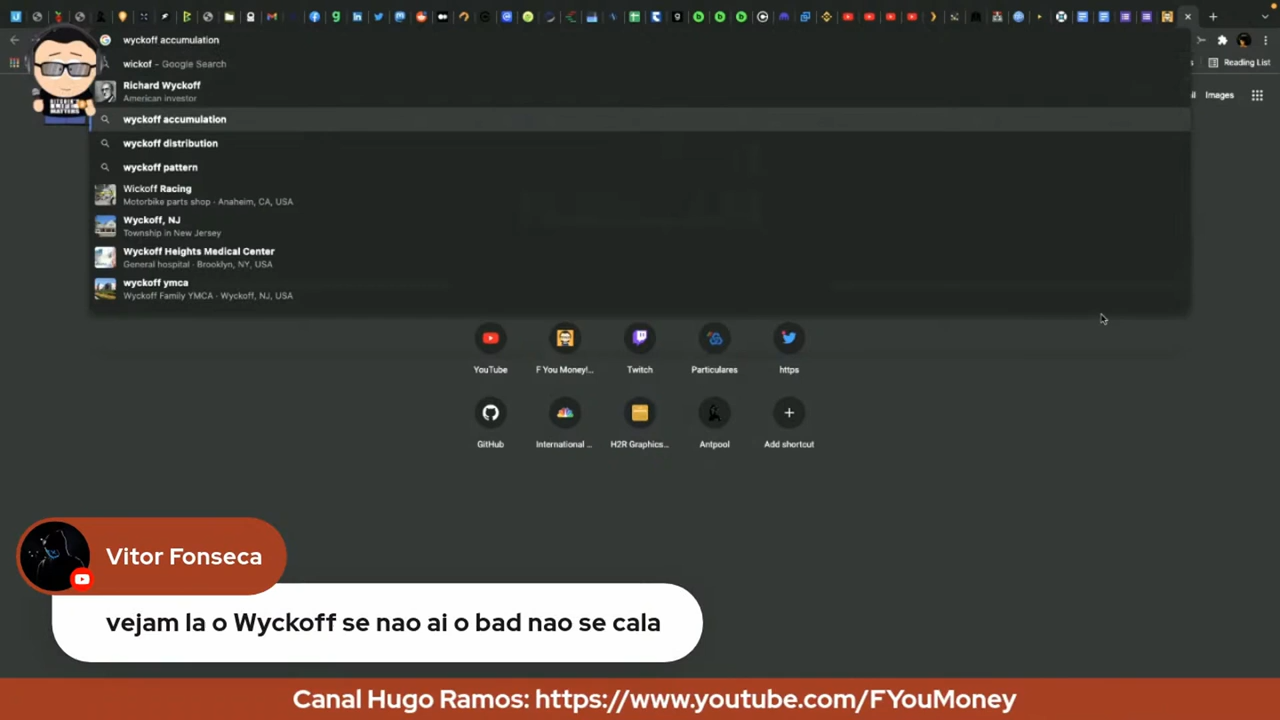 wyckoff accumulation
wickof - Google Search
Reading List
Richard Wyckoff
American investor
Images
wyckoff accumulation
wyckoff distribution
wyckoff pattern
Wickoff Racing
Motorbike parts shop · Anaheim, CA, USA
Wyckoff, NJ
Township in New Jersey
Wyckoff Heights Medical Center
General hospital · Brooklyn, NY, USA
wyckoff ymca
Wyckoff Family YMCA · Wyckoff, NJ, USA
YouTube
F You Money!...
Twitch
Particulares
https
GitHub
International ...
H2R Graphics...
Antpool
Add shortcut
Vitor Fonseca
vejam la o Wyckoff se nao ai o bad nao se cala
Canal Hugo Ramos: https://www.youtube.com/FYouMoney